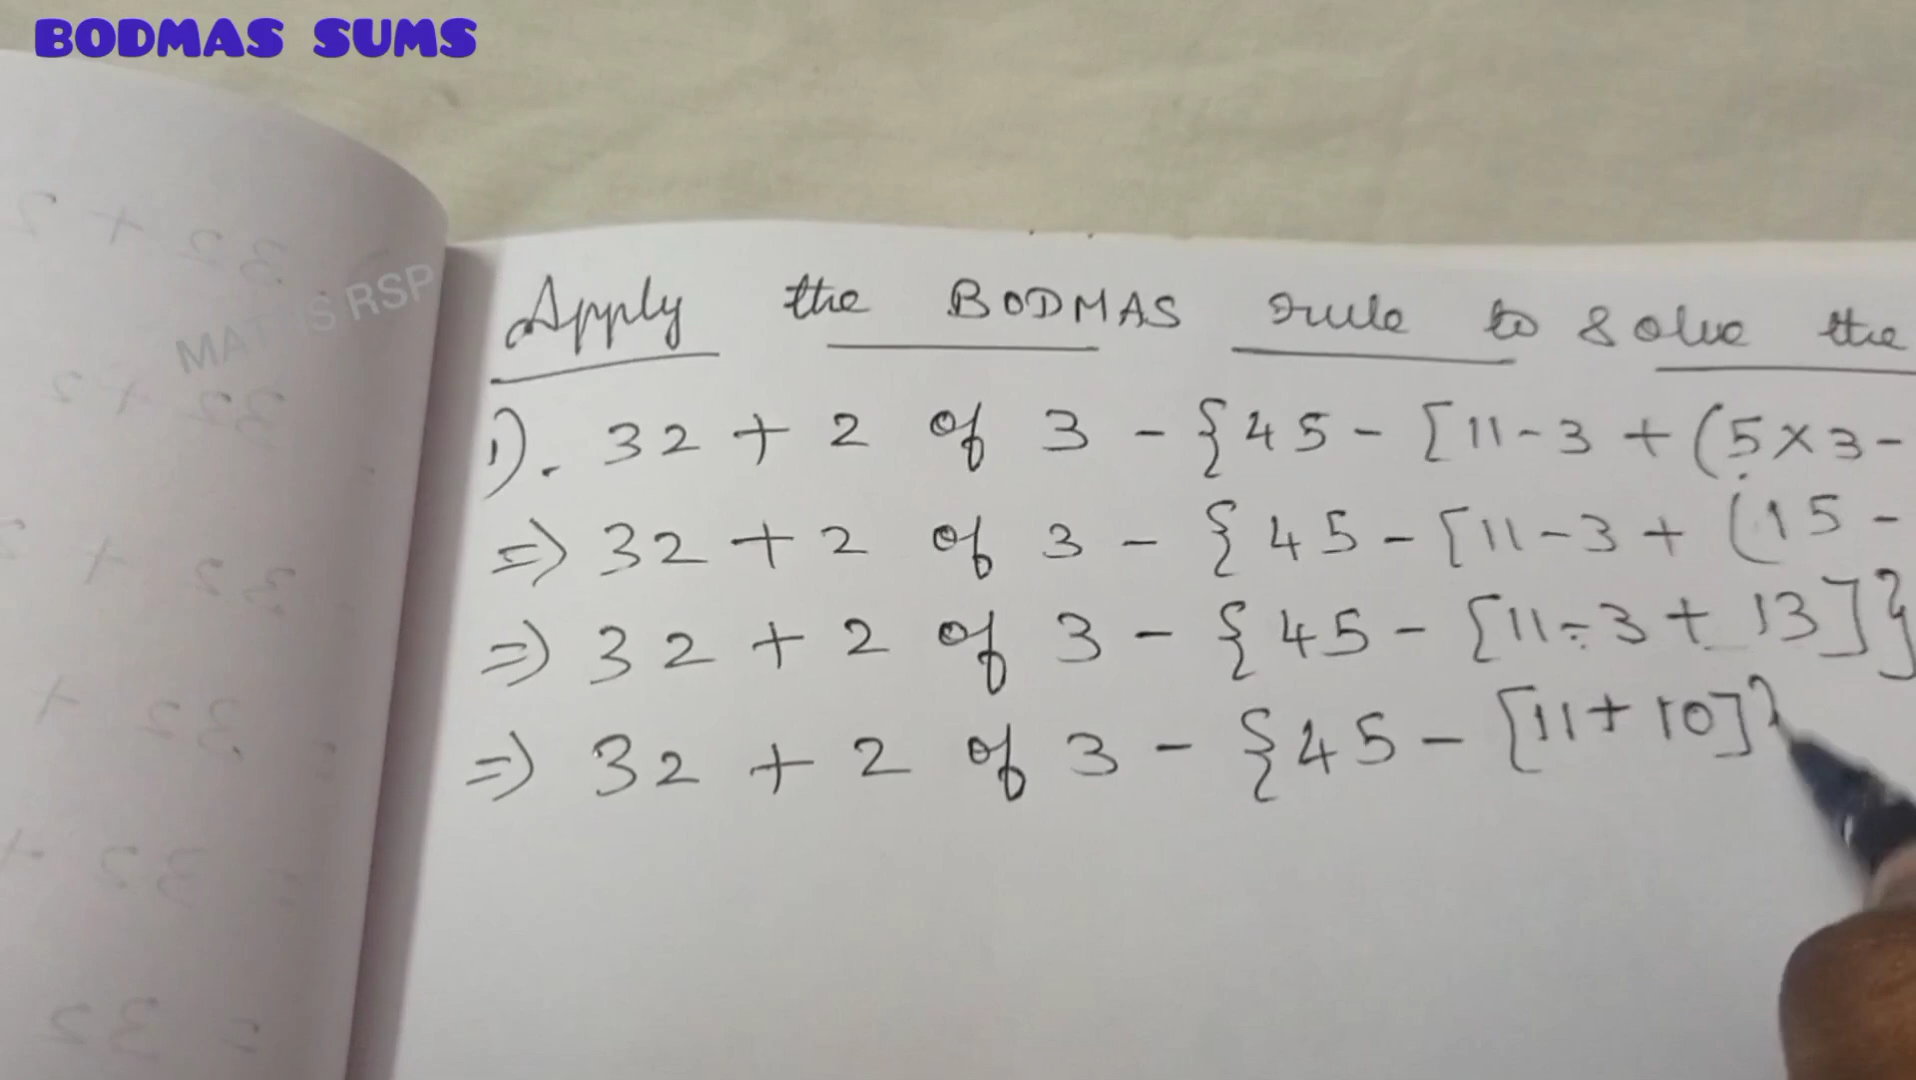 BODMAS SUMS
MATHS RSP
Apply the BODMAS rule to solve the
1). 32 + 2 of 3 - {45 - [11-3 + (5×3-
=> 32 + 2 of 3 - {45 - [11-3 + (15 -
=> 32 + 2 of 3 - {45 - [11-3 + 13]}
=> 32 + 2 of 3 - {45 - [11+10]}